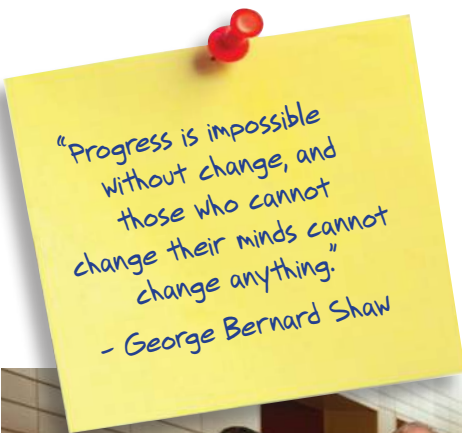 “Progress is impossible
without change, and
those who cannot
change their minds cannot
change anything.”
- George Bernard Shaw